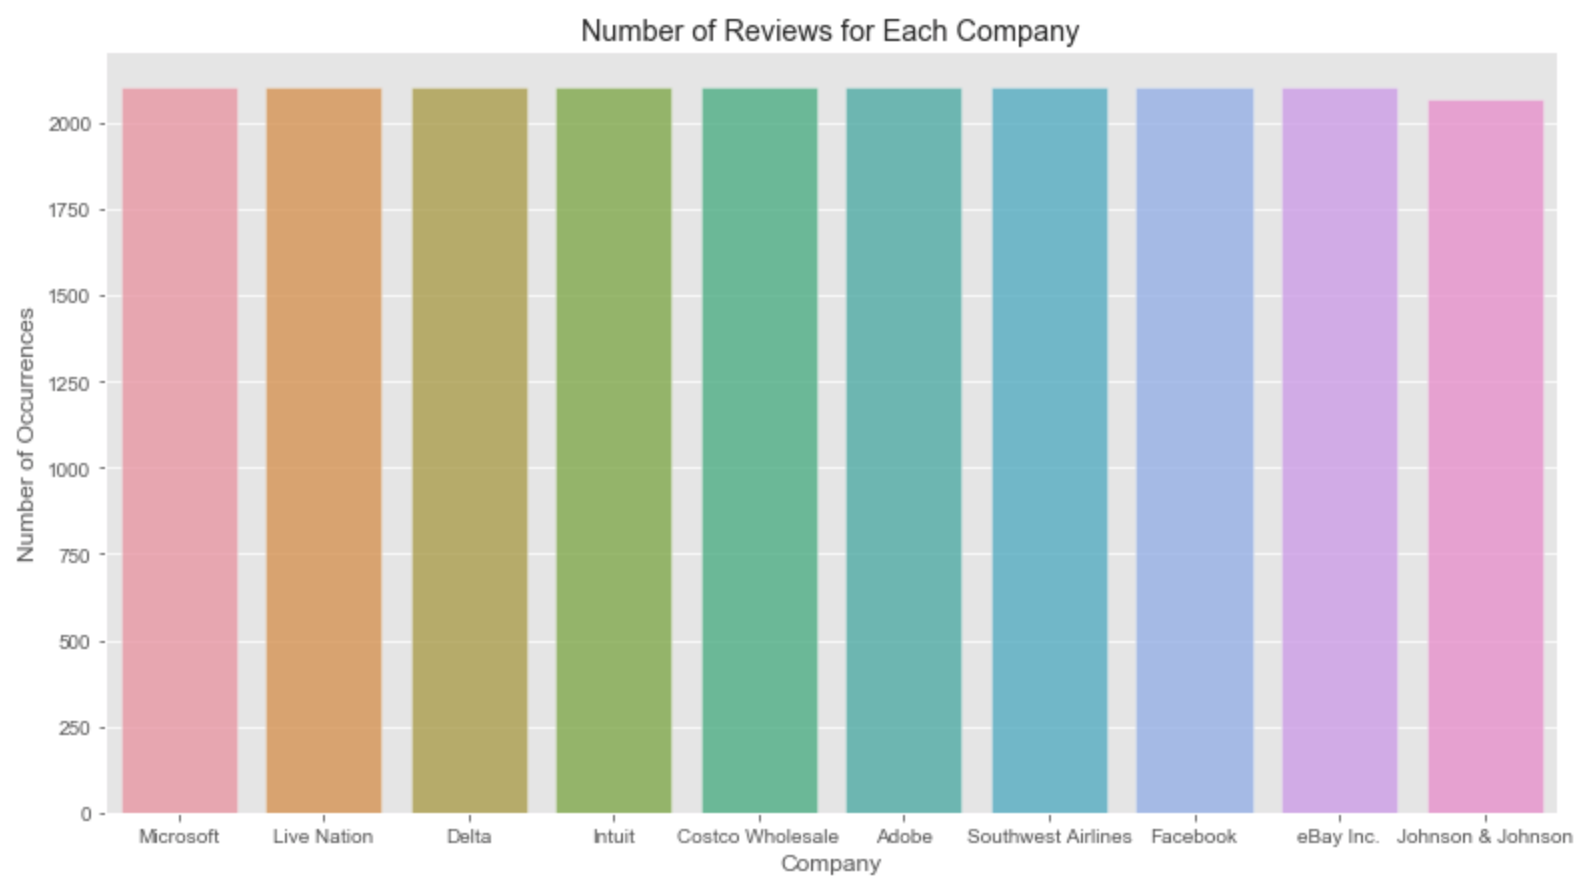 Number of Reviews for Each Company
Number of Occurrences
2000
1750
1500
1250
1000
750
500
250
0
Microsoft Live Nation Delta Intuit Costco Wholesale Adobe Southwest Airlines Facebook eBay Inc. Johnson & Johnson
Company